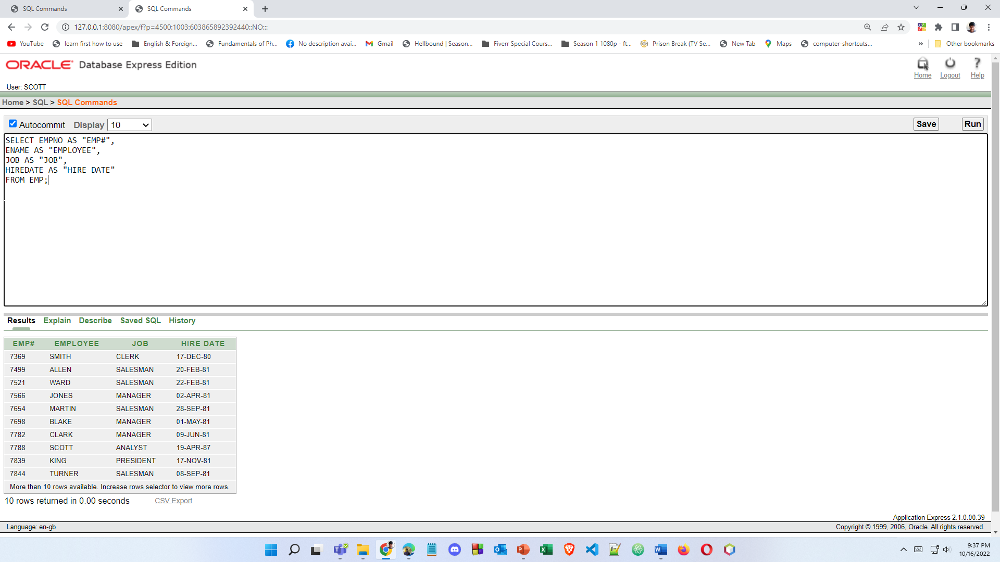 SQL Commands
SQL Commands
127.0.0.1:8080/apex/f?p=4500:1003:603865892392440::NO:::
YouTube
learn first how to use
English & Foreign...
Fundamentals of Ph...
No description avai...
Gmail
Hellbound | Season...
Fiverr Special Cours...
Season 1 1080p - ft...
Prison Break (TV Se...
New Tab
Maps
computer-shortcuts...
»
Other bookmarks
ORACLE Database Express Edition
Home
Logout
? Help
User: SCOTT
Home > SQL > SQL Commands
Autocommit Display 10
Save
Run
SELECT EMPNO AS "EMP#",
ENAME AS "EMPLOYEE",
JOB AS "JOB",
HIREDATE AS "HIRE DATE"
FROM EMP;
Results Explain Describe Saved SQL History
EMP# EMPLOYEE JOB HIRE DATE
7369 SMITH CLERK 17-DEC-80
7499 ALLEN SALESMAN 20-FEB-81
7521 WARD SALESMAN 22-FEB-81
7566 JONES MANAGER 02-APR-81
7654 MARTIN SALESMAN 28-SEP-81
7698 BLAKE MANAGER 01-MAY-81
7782 CLARK MANAGER 09-JUN-81
7788 SCOTT ANALYST 19-APR-87
7839 KING PRESIDENT 17-NOV-81
7844 TURNER SALESMAN 08-SEP-81
More than 10 rows available. Increase rows selector to view more rows.
10 rows returned in 0.00 seconds CSV Export
Application Express 2.1.0.00.39
Language: en-gb
Copyright © 1999, 2006, Oracle. All rights reserved.
9:37 PM
10/16/2022